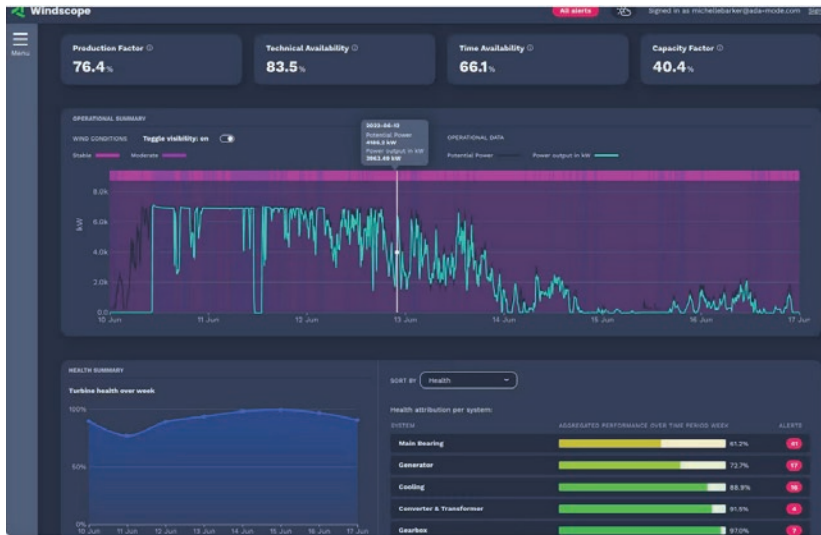 Windscope
All alerts
Signed in as michellebarker@ada-mode.com
Menu
Production Factor
76.4%
Technical Availability
83.5%
Time Availability
66.1%
Capacity Factor
40.4%
OPERATIONAL SUMMARY
WIND CONDITIONS Toggle visibility: on
Stable Moderate
Potential Power
Power output in kW
OPERATIONAL DATA
Potential Power Power output in kW
8.0k
6.0k
4.0k
2.0k
0.0
kW
10 Jun 11 Jun 12 Jun 13 Jun 14 Jun 15 Jun 16 Jun 17 Jun
HEALTH SUMMARY
Turbine health over week
100%
50%
0%
10 Jun 11 Jun 12 Jun 13 Jun 14 Jun 15 Jun 16 Jun 17 Jun
SORT BY Health
Health attribution per system:
SYSTEM AGGREGATED PERFORMANCE OVER TIME PERIOD WEEK ALERTS
Main Bearing 61.2% 41
Generator 72.7% 17
Cooling 88.9% 16
Converter & Transformer 91.5% 4
Gearbox 97.0% 7